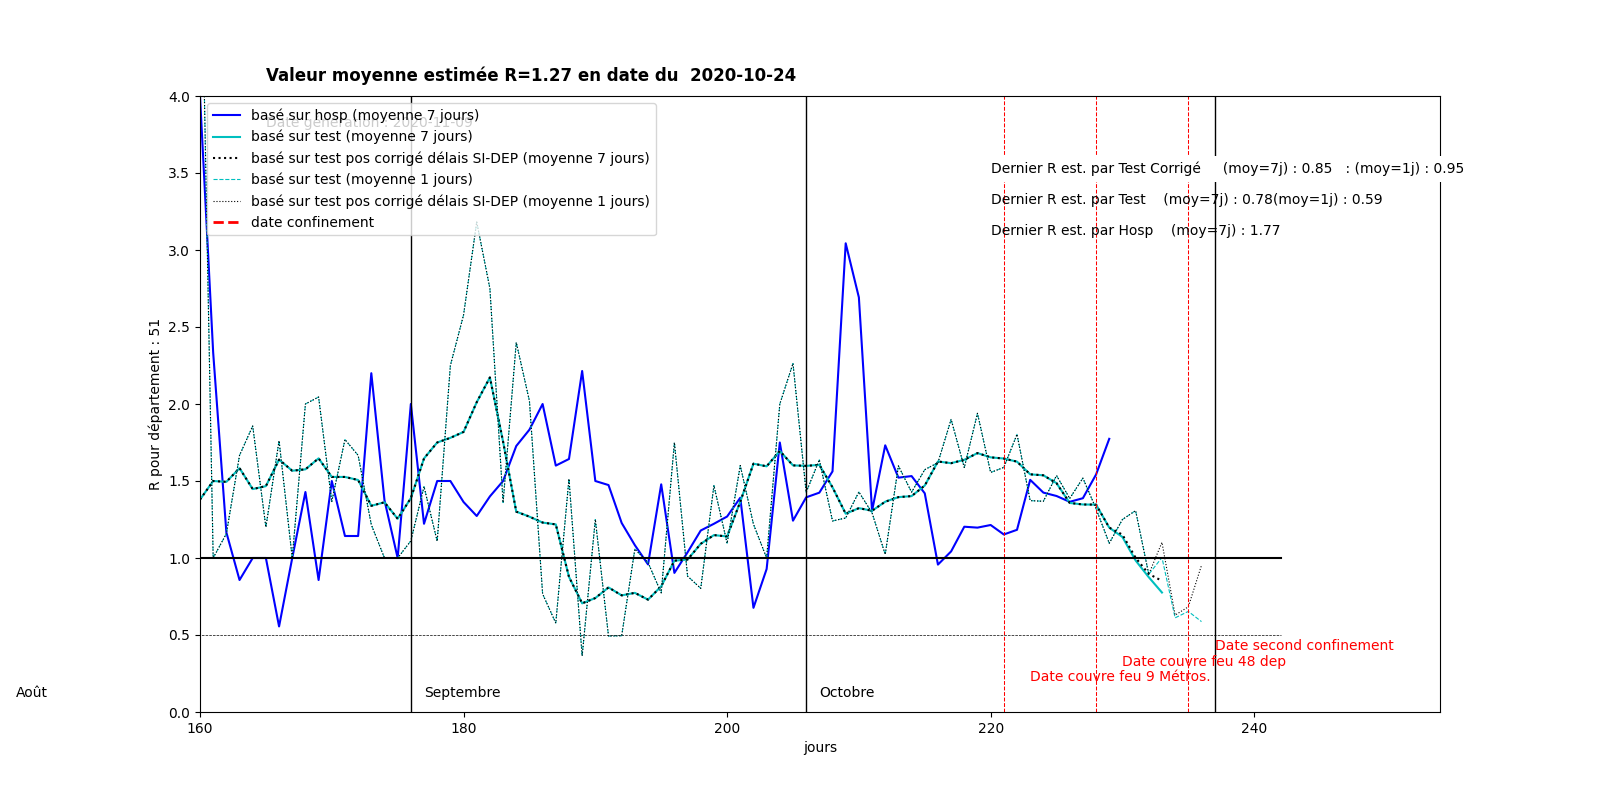 Valeur moyenne estimée R=1.27 en date du  2020-10-24
Date génération : 2020-11-09
basé sur hosp (moyenne 7 jours)
basé sur test (moyenne 7 jours)
basé sur test pos corrigé délais SI-DEP (moyenne 7 jours)
basé sur test (moyenne 1 jours)
basé sur test pos corrigé délais SI-DEP (moyenne 1 jours)
date confinement
Dernier R est. par Test Corrigé     (moy=7j) : 0.85   : (moy=1j) : 0.95
Dernier R est. par Test    (moy=7j) : 0.78(moy=1j) : 0.59
Dernier R est. par Hosp    (moy=7j) : 1.77
4.0
3.5
3.0
2.5
2.0
1.5
1.0
0.5
0.0
R pour département : 51
Date second confinement
Date couvre feu 48 dep
Date couvre feu 9 Métros.
Août
Septembre
Octobre
160
180
200
220
240
jours